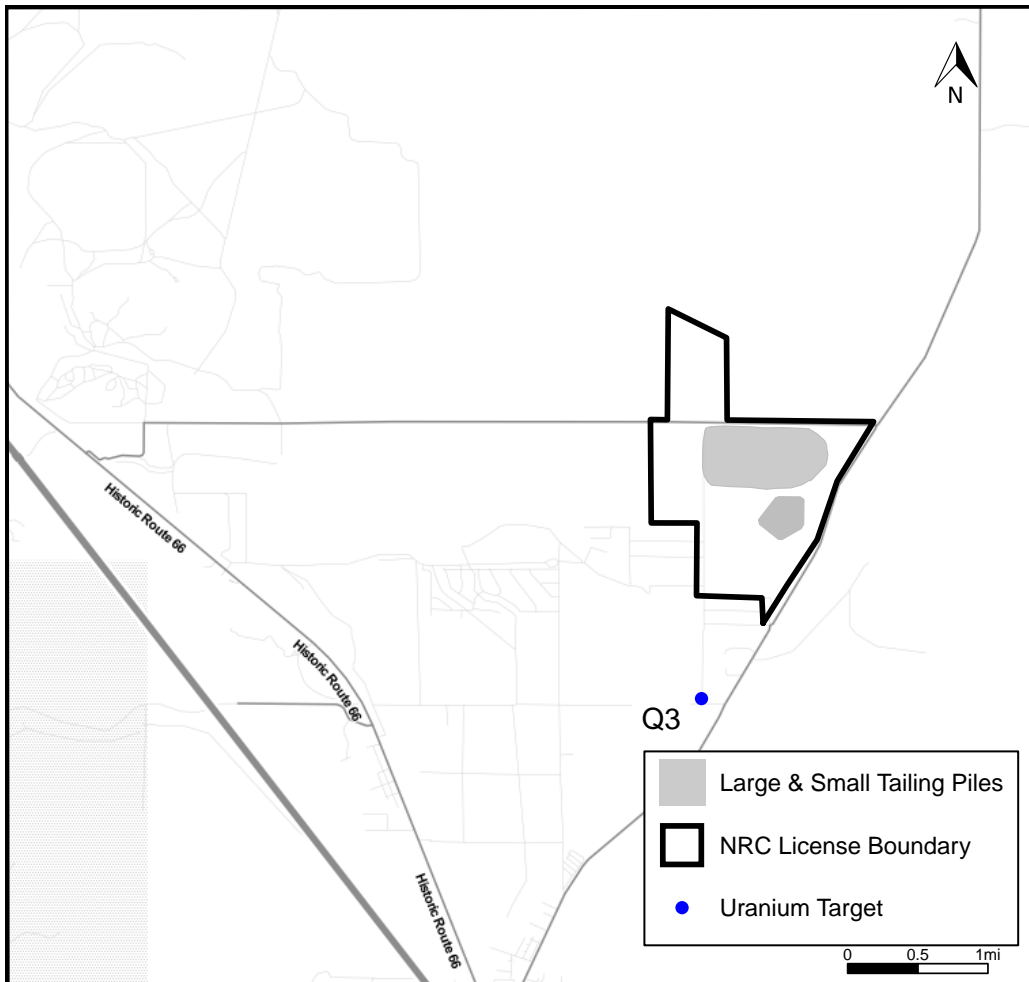 N
Historic Route 66
Historic Route 66
Q3
Large & Small Tailing Piles
NRC License Boundary
Historic Route 66
Uranium Target
0 0.5 1mi